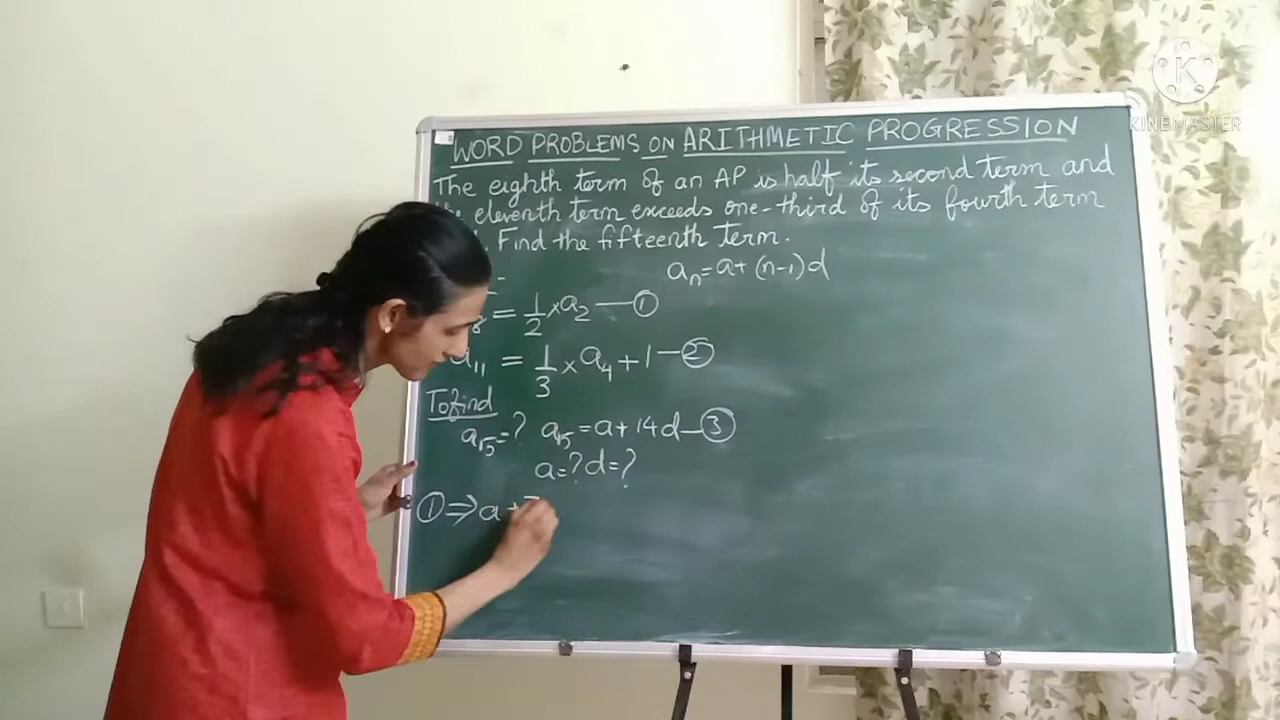 WORD PROBLEMS ON ARITHMETIC PROGRESSION
The eighth term of an AP is half its second term and
eleventh term exceeds one-third of its fourth term
. Find the fifteenth term.
aₙ = a + (n-1)d
₈ = 1/2 × a₂ — ①
a₁₁ = 1/3 × a₄ + 1 — ②
To find
a₁₅ = ? a₁₅ = a + 14d — ③
a = ? d = ?
① ⇒ a +
K
KINEMASTER